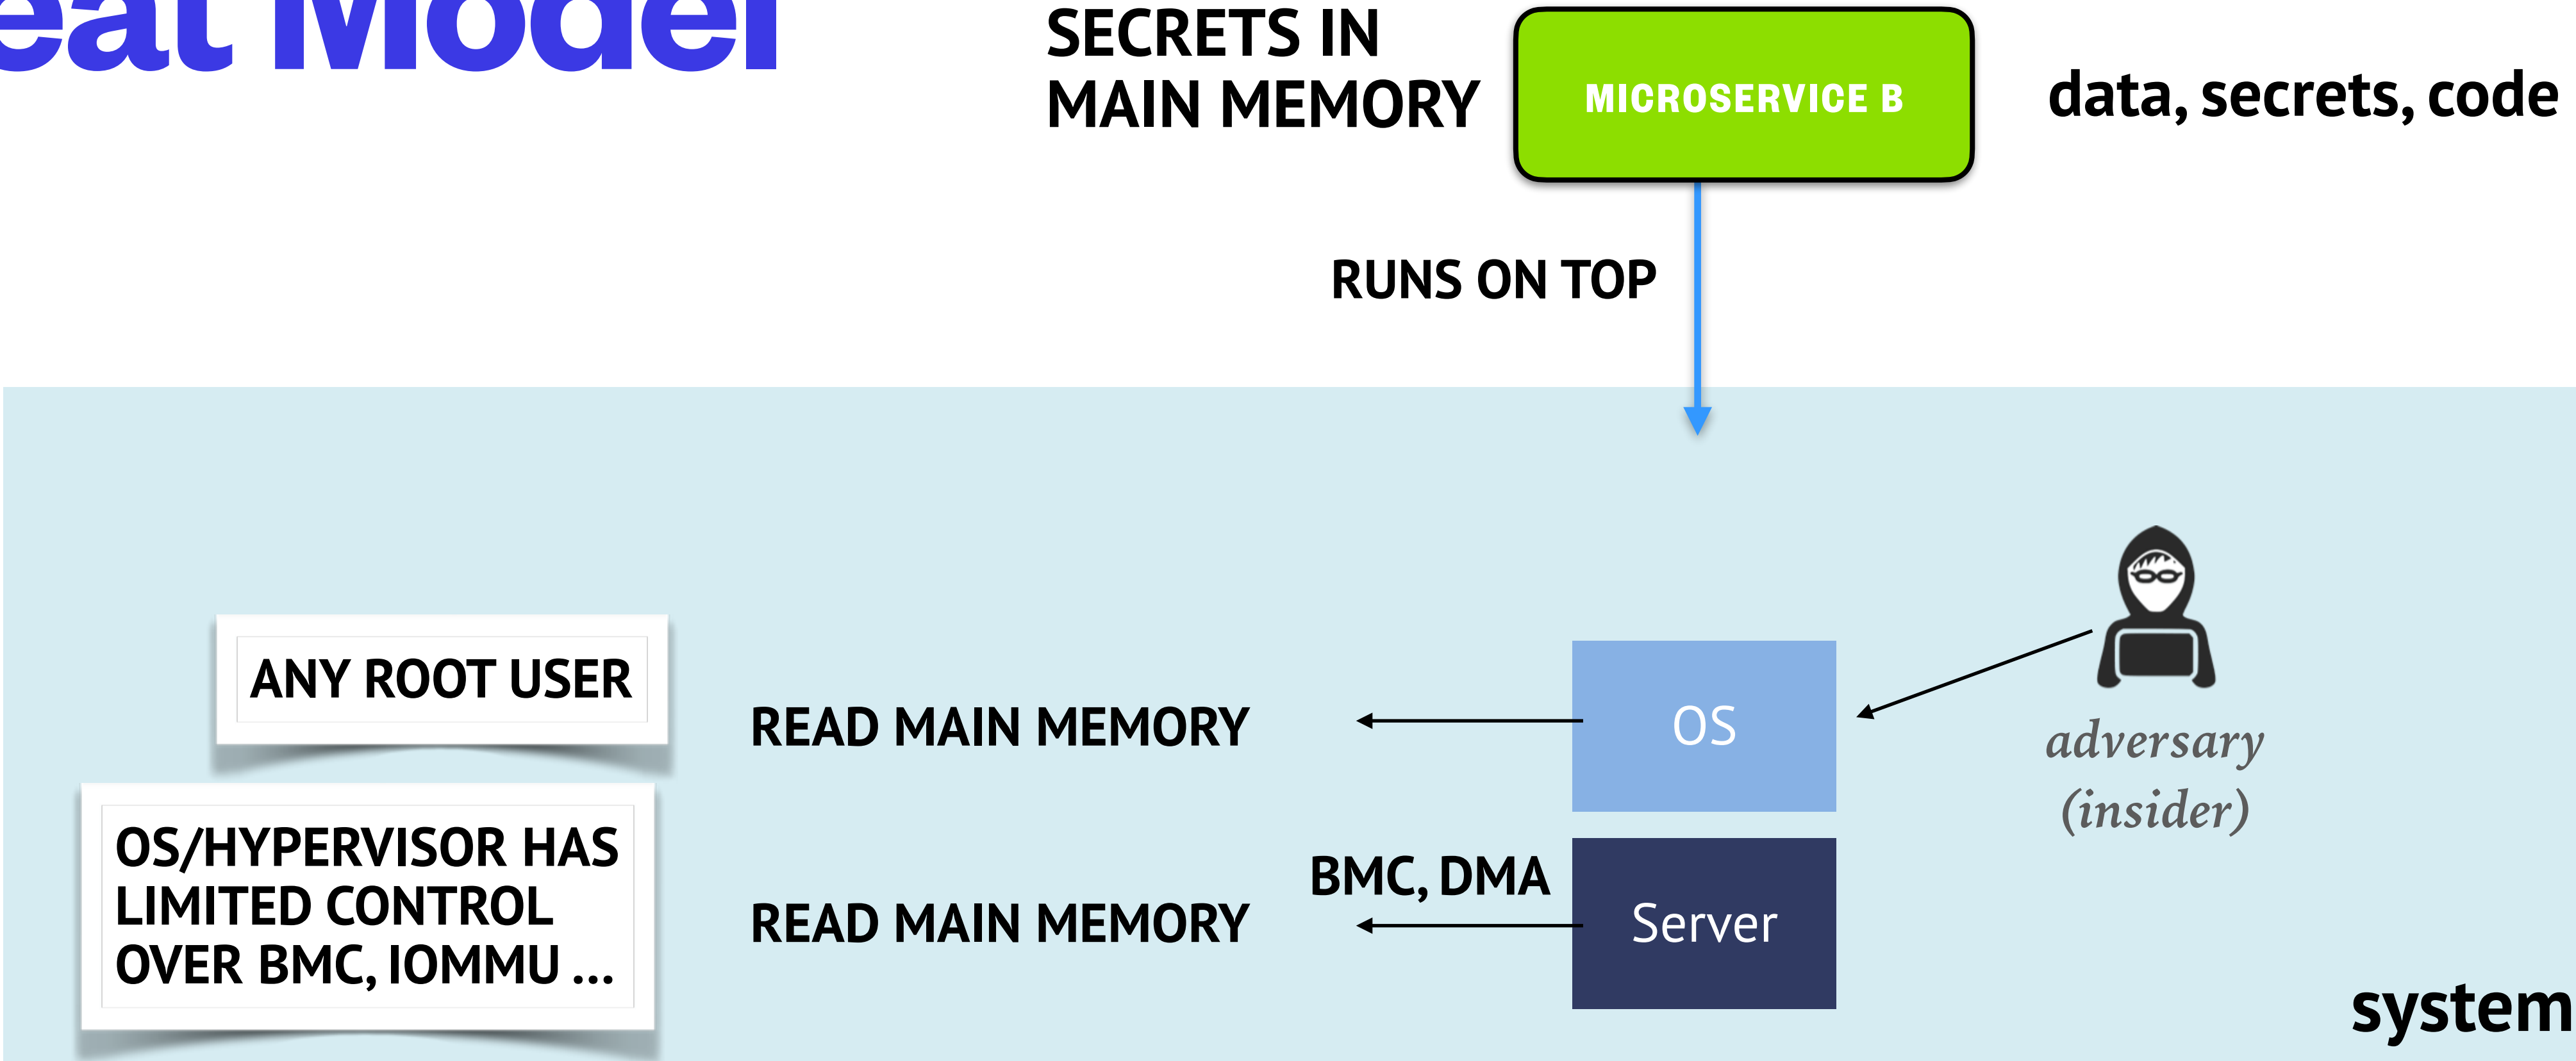 eat Model
SECRETS IN
MAIN MEMORY
MICROSERVICE B
data, secrets, code
RUNS ON TOP
ANY ROOT USER
READ MAIN MEMORY
OS
adversary
(insider)
OS/HYPERVISOR HAS
LIMITED CONTROL
OVER BMC, IOMMU ...
READ MAIN MEMORY
BMC, DMA
Server
system